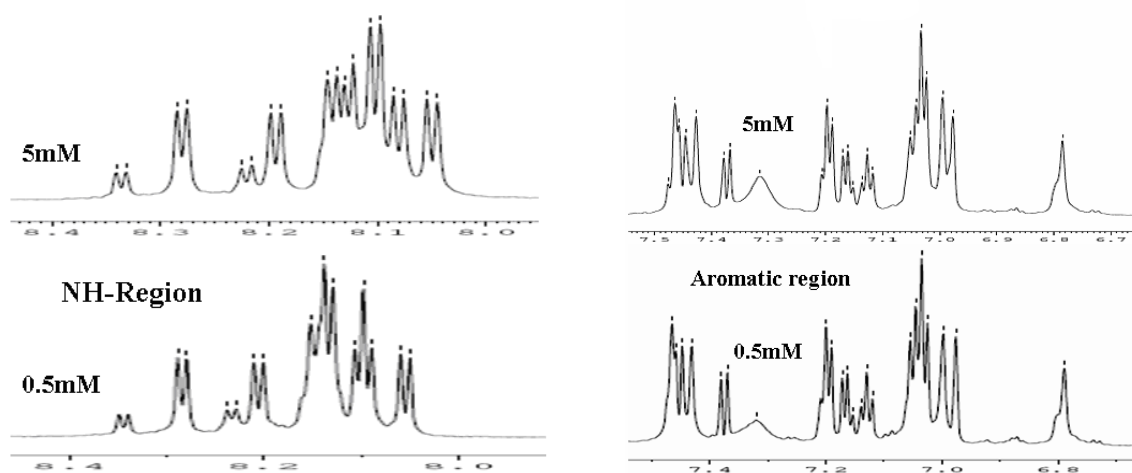 5mM
8.4 8.3 8.2 8.1 8.0
5mM
7.5 7.4 7.3 7.2 7.1 7.0 6.9 6.8 6.7
NH-Region
0.5mM
8.4 8.2 8.0
Aromatic region
0.5mM
7.4 7.2 7.0 6.8